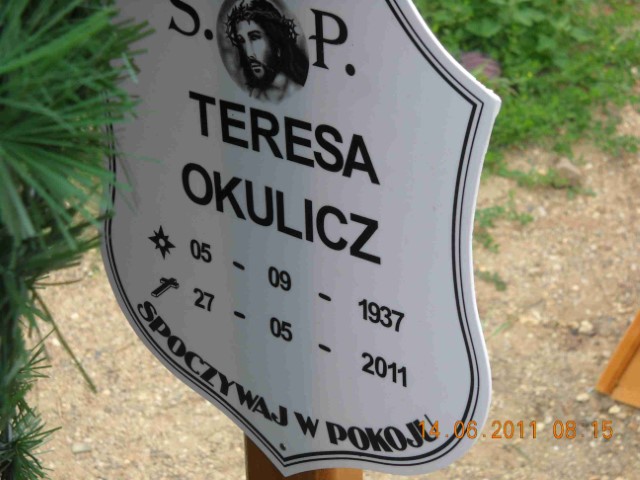 S. P.
TERESA
OKULICZ
05 - 09 - 1937
27 - 05 - 2011
SPOCZYWAJ W POKOJU
14.06.2011 08:15